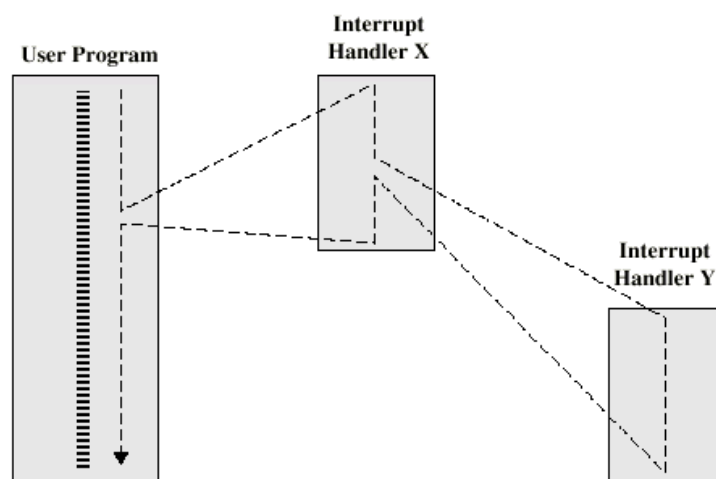 User Program
Interrupt
Handler X
Interrupt
Handler Y